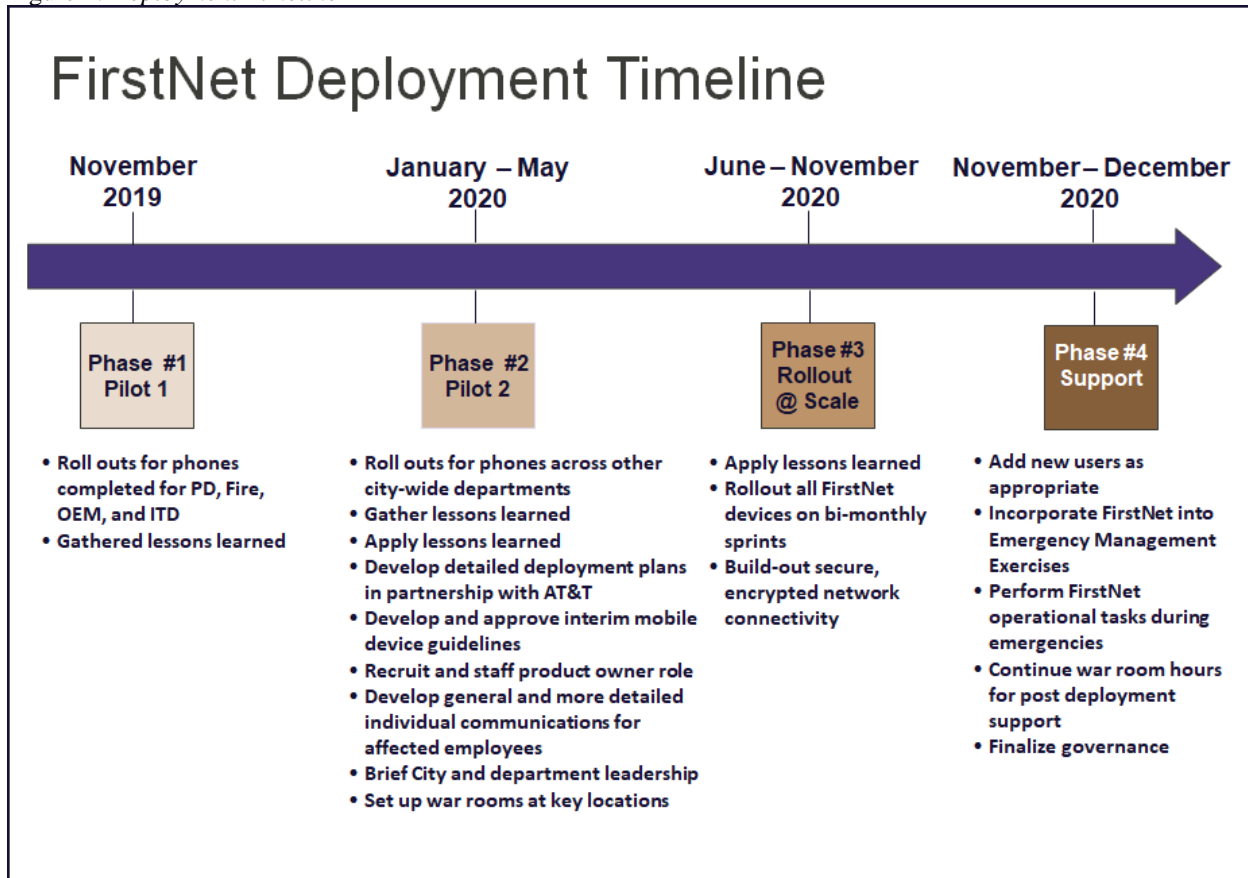 FirstNet Deployment Timeline
November
2019
January – May
2020
June – November
2020
November – December
2020
Phase #1
Pilot 1
Phase #2
Pilot 2
Phase #3
Rollout
@ Scale
Phase #4
Support
• Roll outs for phones
completed for PD, Fire,
OEM, and ITD
• Gathered lessons learned
• Roll outs for phones across other
city-wide departments
• Gather lessons learned
• Apply lessons learned
• Develop detailed deployment plans
in partnership with AT&T
• Develop and approve interim mobile
device guidelines
• Recruit and staff product owner role
• Develop general and more detailed
individual communications for
affected employees
• Brief City and department leadership
• Set up war rooms at key locations
• Apply lessons learned
• Rollout all FirstNet
devices on bi-monthly
sprints
• Build-out secure,
encrypted network
connectivity
• Add new users as
appropriate
• Incorporate FirstNet into
Emergency Management
Exercises
• Perform FirstNet
operational tasks during
emergencies
• Continue war room hours
for post deployment
support
• Finalize governance